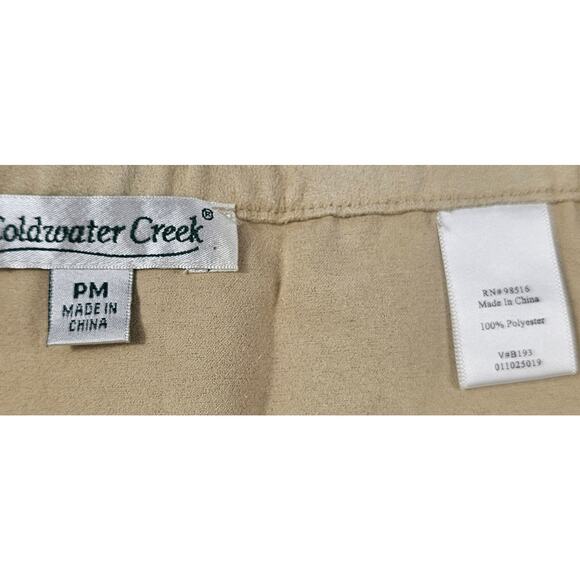 Coldwater Creek®
PM
MADE IN
CHINA
RN#98516
Made In China
100% Polyester
V#B193
011025019